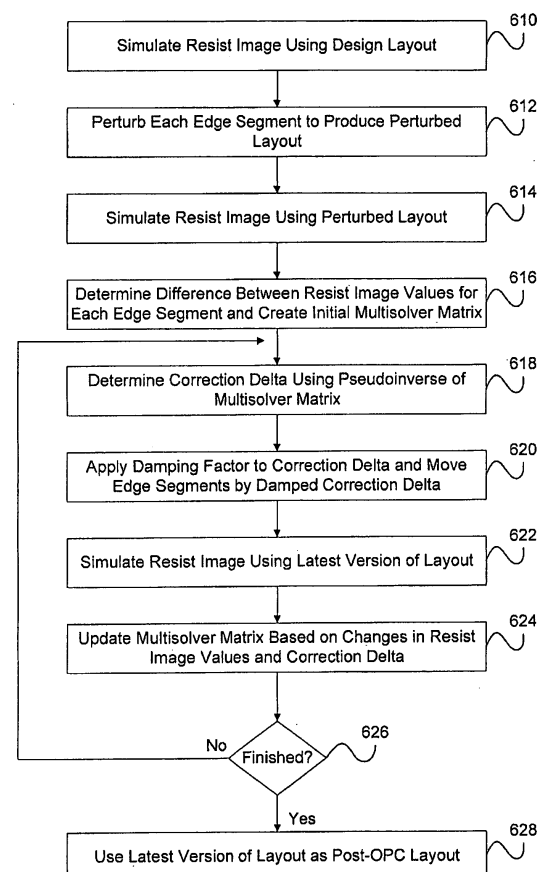 610
Simulate Resist Image Using Design Layout
612
Perturb Each Edge Segment to Produce Perturbed
Layout
614
Simulate Resist Image Using Perturbed Layout
616
Determine Difference Between Resist Image Values for
Each Edge Segment and Create Initial Multisolver Matrix
618
Determine Correction Delta Using Pseudoinverse of
Multisolver Matrix
620
Apply Damping Factor to Correction Delta and Move
Edge Segments by Damped Correction Delta
622
Simulate Resist Image Using Latest Version of Layout
624
Update Multisolver Matrix Based on Changes in Resist
Image Values and Correction Delta
626
No
Finished?
Yes
628
Use Latest Version of Layout as Post-OPC Layout